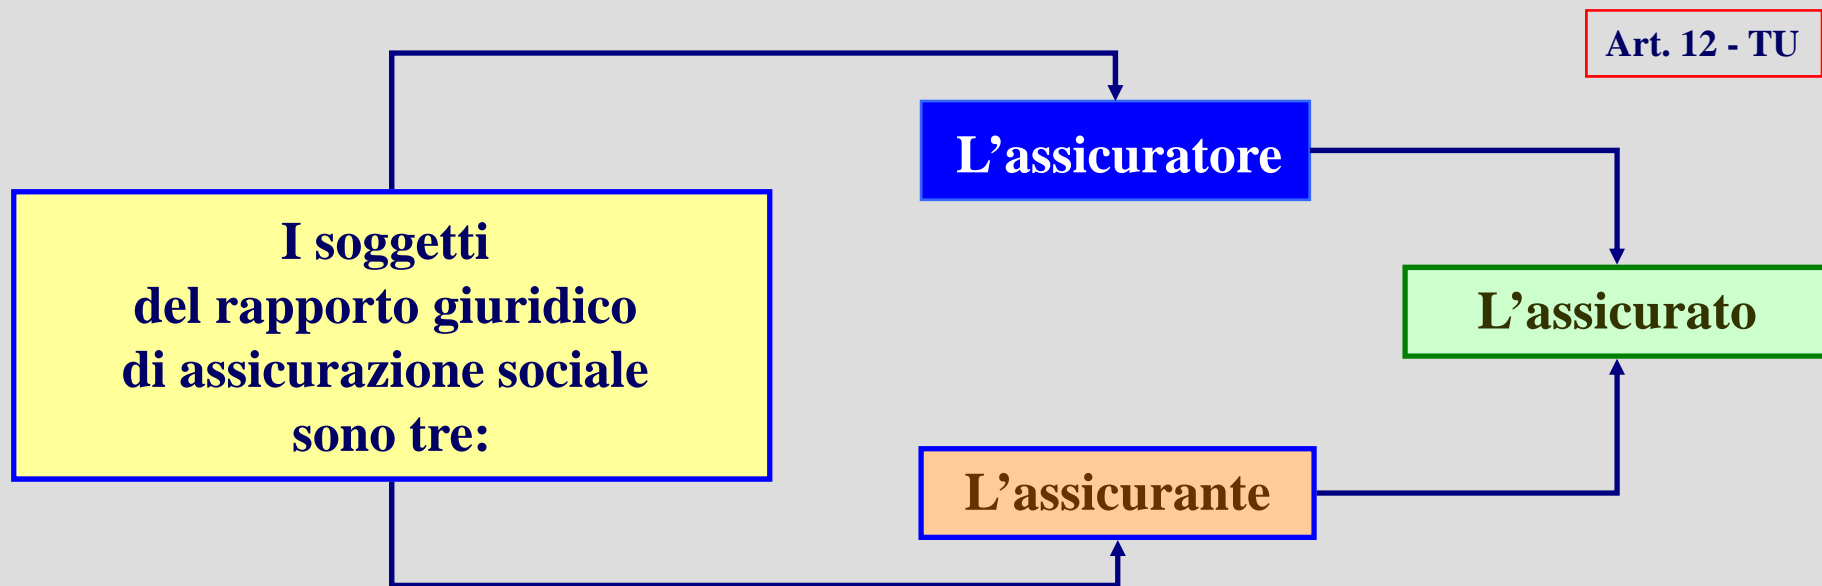 Art. 12 - TU
L’assicuratore
I soggetti
del rapporto giuridico
di assicurazione sociale
sono tre:
L’assicurato
L’assicurante